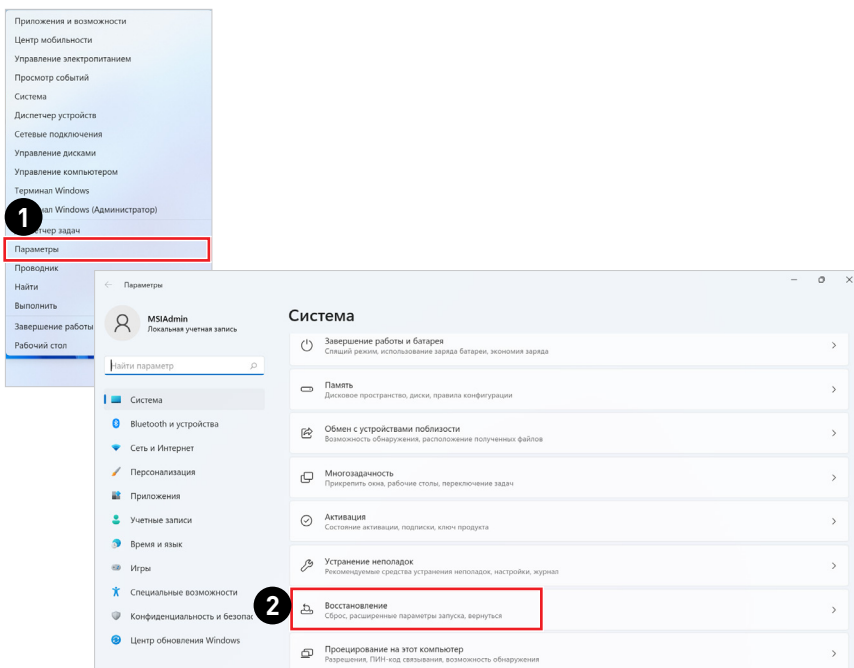 Приложения и возможности
Центр мобильности
Управление электропитанием
Просмотр событий
Система
Диспетчер устройств
Сетевые подключения
Управление дисками
Управление компьютером
Терминал Windows
Windows (Администратор)
1
задач
Параметры
Проводник
Найти
Выполнить
Завершение работы
Рабочий стол
Параметры
MSIAdmin
Локальная учетная запись
Найти параметр
Система
Bluetooth и устройства
Сеть и Интернет
Персонализация
Приложения
Учетные записи
Время и язык
Игры
Специальные возможности
Конфиденциальность и
Центр обновления Windows
Система
Завершение работы и батарея
Спящий режим, использование заряда батареи, экономия заряда
Память
Дисковое пространство, диски, правила конфигурации
Обмен с устройствами поблизости
Возможность обнаружения, расположение полученных файлов
Многозадачность
Прикрепить окна, рабочие столы, переключение задач
Активация
Состояние активации, подписки, ключ продукта
Устранение неполадок
Рекомендуемые средства устранения неполадок, настройки, журнал
2
Восстановление
Сброс, расширенные параметры запуска, вернуться
Проецирование на этот компьютер
Разрешения, ПИН-код связывания, возможность обнаружения